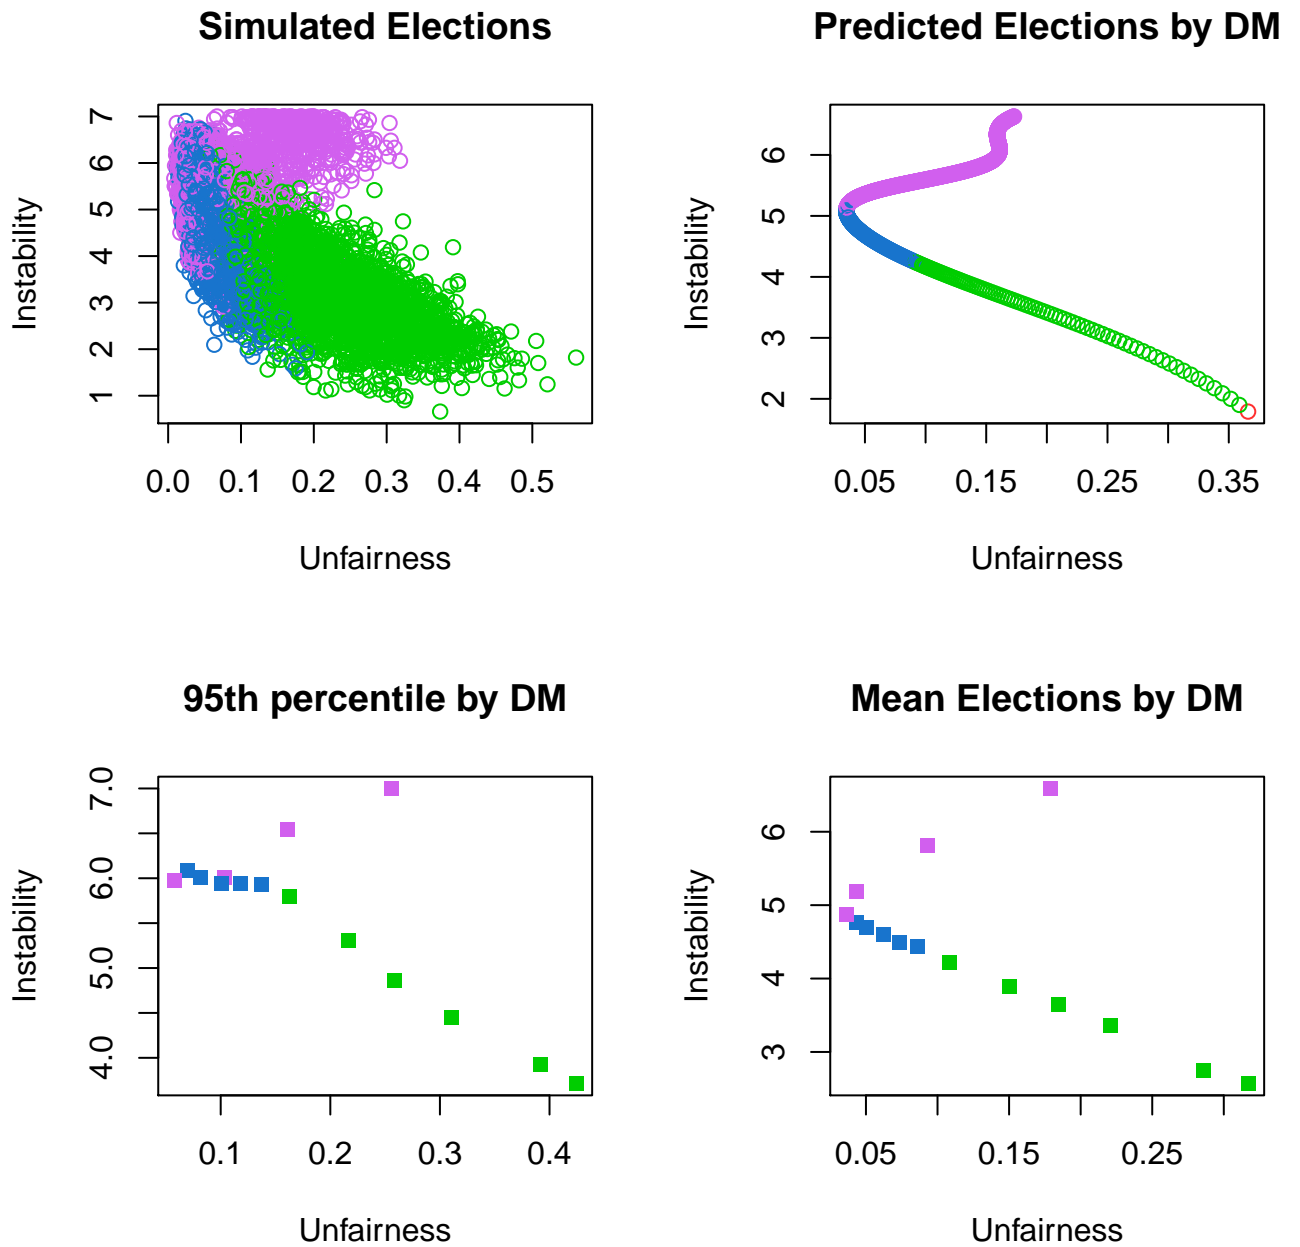 Simulated Elections
Instability
7
6
5
4
3
2
1
0.0 0.1 0.2 0.3 0.4 0.5
Unfairness
Predicted Elections by DM
Instability
6
5
4
3
2
0.05 0.15 0.25 0.35
Unfairness
95th percentile by DM
Instability
7.0
6.0
5.0
4.0
0.1 0.2 0.3 0.4
Unfairness
Mean Elections by DM
Instability
6
5
4
3
0.05 0.15 0.25
Unfairness